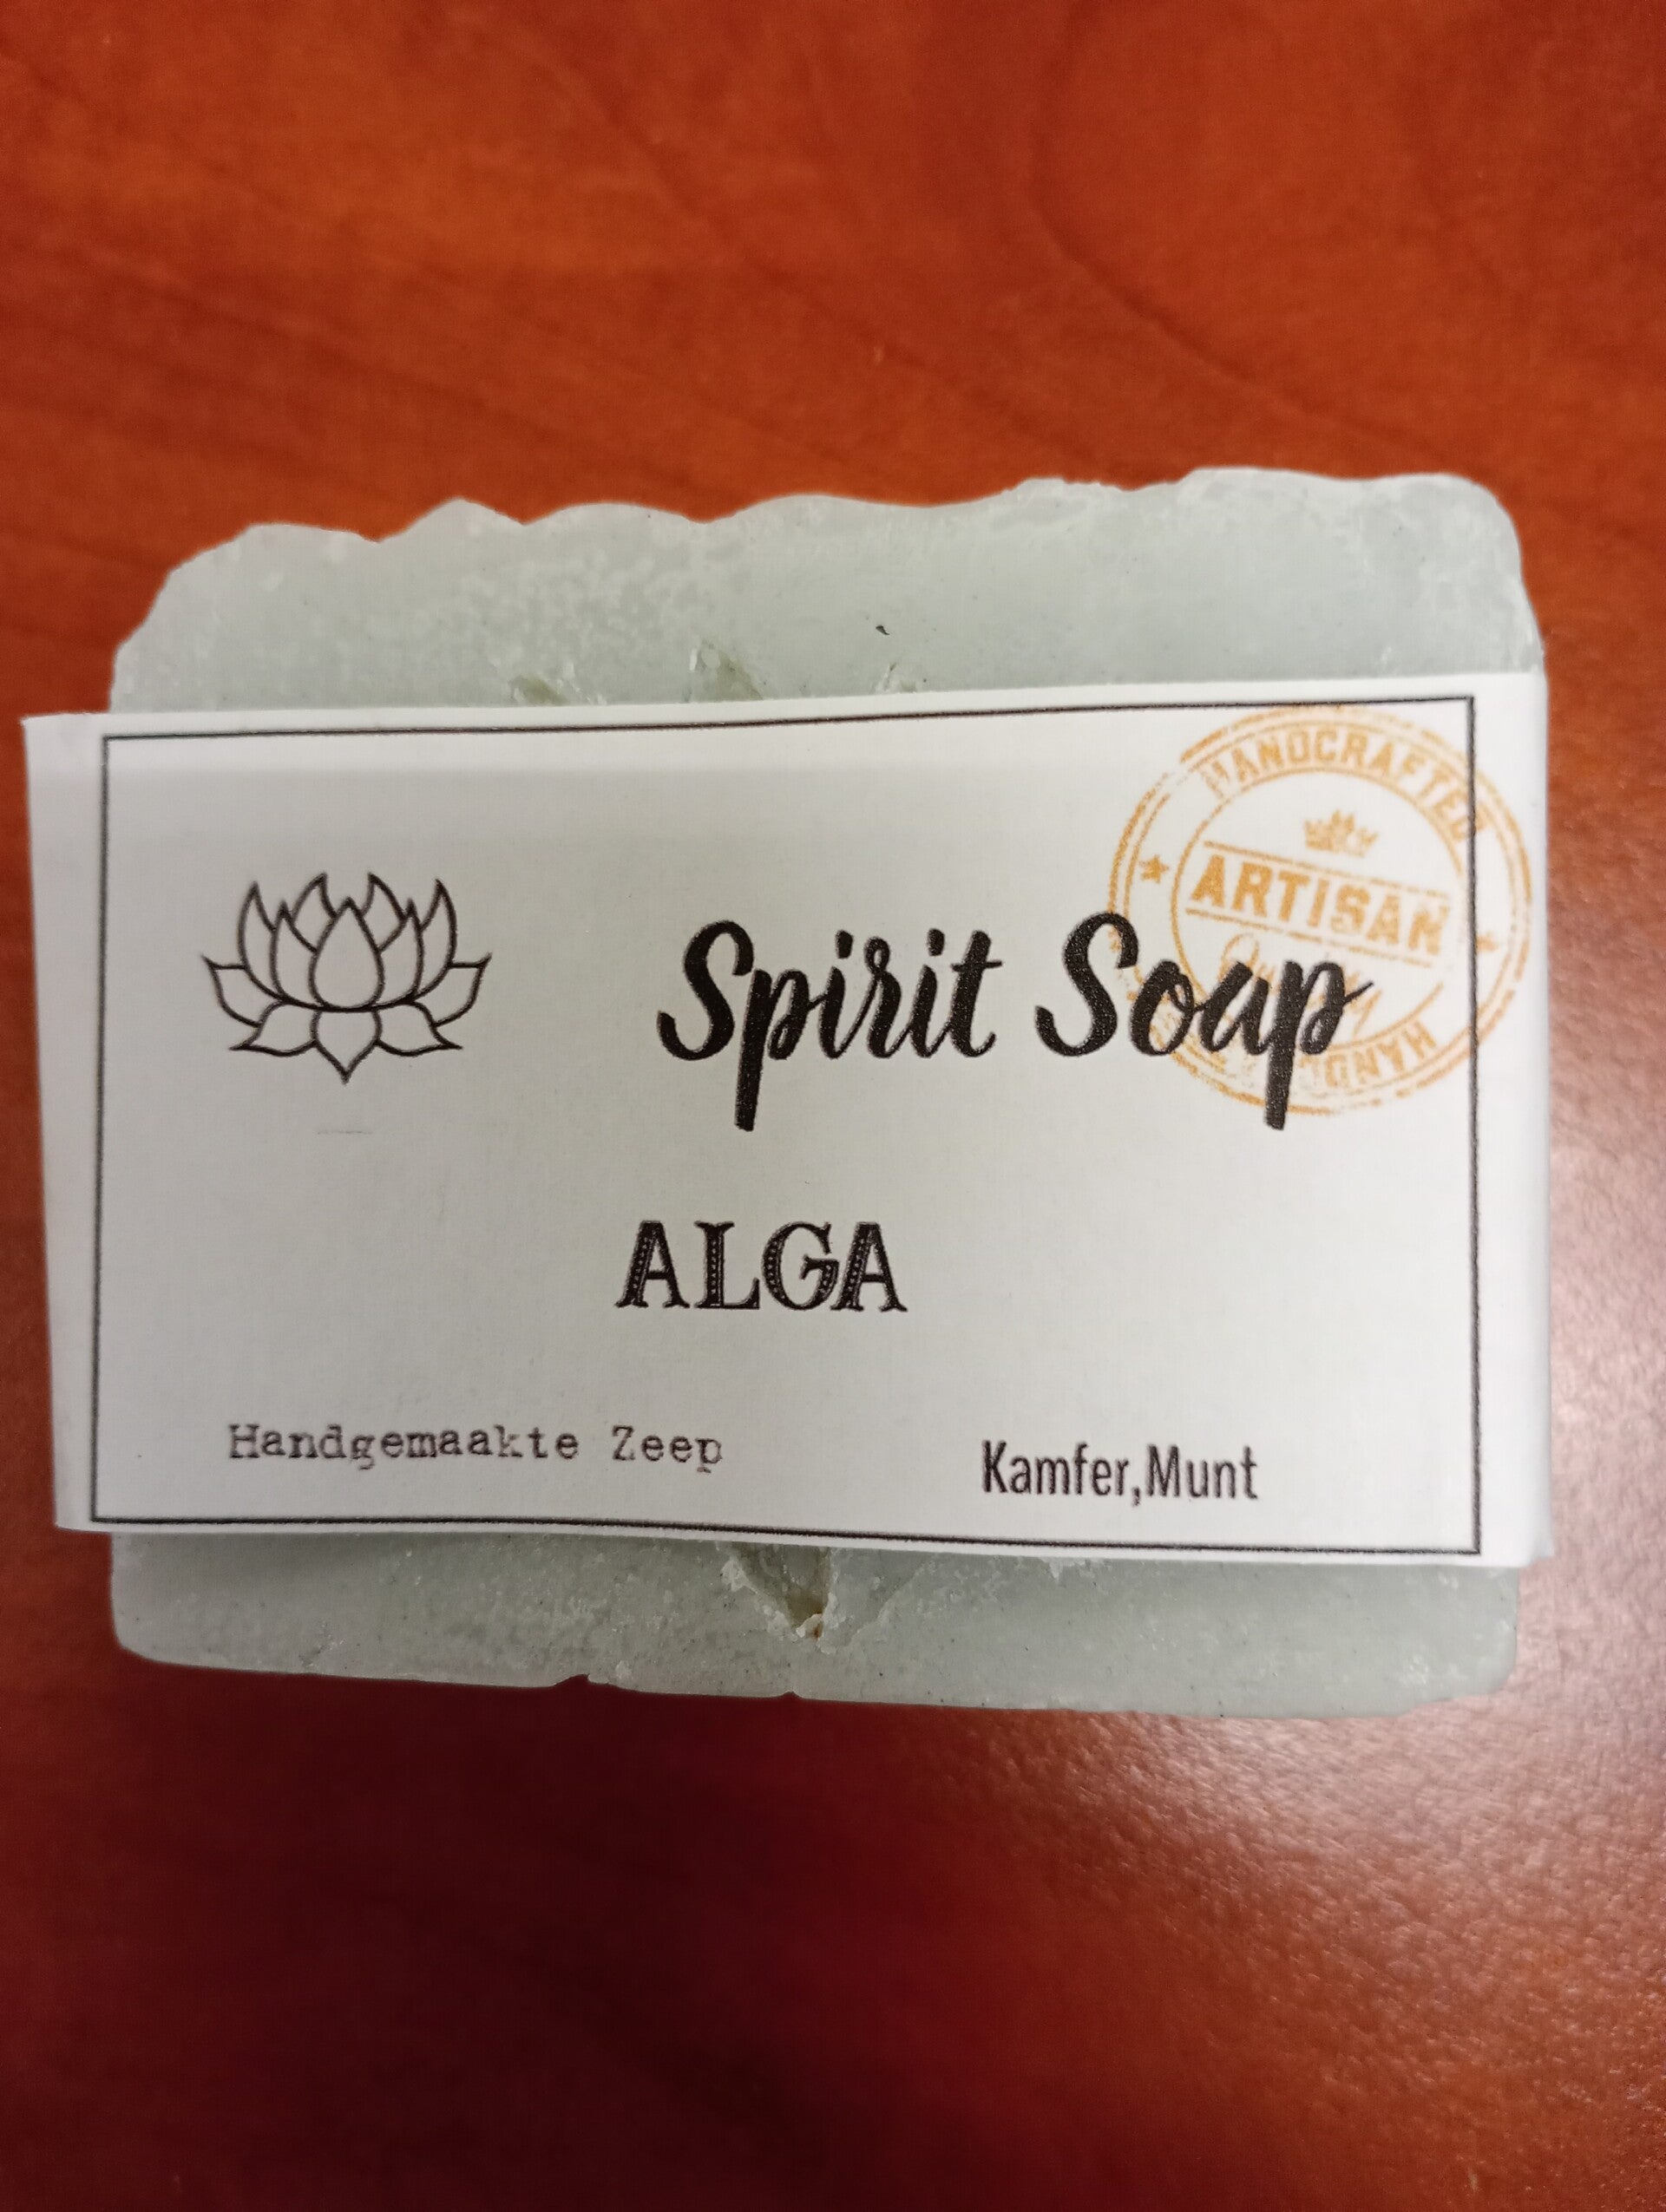 HANDCRAFTED
ARTISAN
Spirit Soap
ALGA
Handgemaakte Zeep
Kamfer,Munt